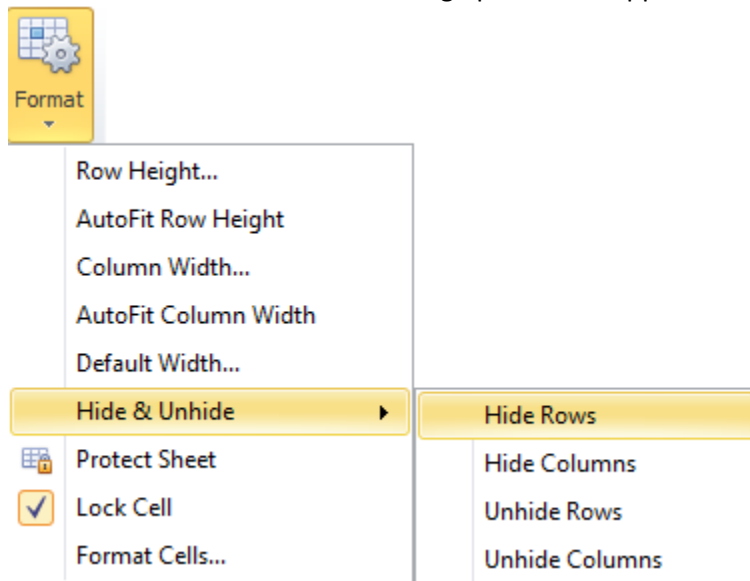 Format
Row Height...
AutoFit Row Height
Column Width...
AutoFit Column Width
Default Width...
Hide & Unhide
Hide Rows
Protect Sheet
Hide Columns
Lock Cell
Unhide Rows
Format Cells...
Unhide Columns